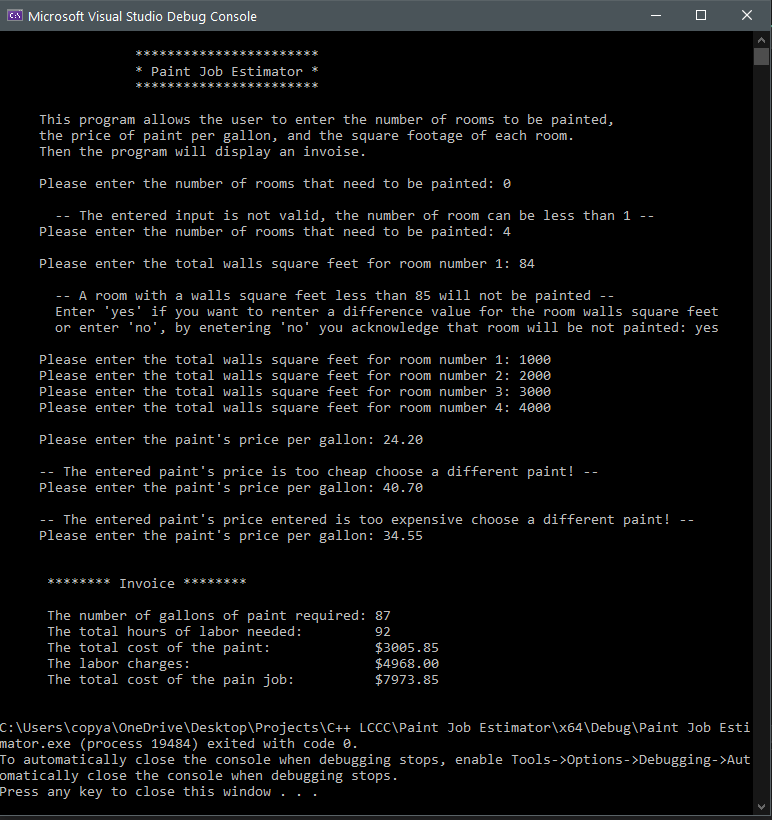 Microsoft Visual Studio Debug Console
***********************
* Paint Job Estimator *
***********************
This program allows the user to enter the number of rooms to be painted,
the price of paint per gallon, and the square footage of each room.
Then the program will display an invoise.
Please enter the number of rooms that need to be painted: 0
-- The entered input is not valid, the number of room can be less than 1 --
Please enter the number of rooms that need to be painted: 4
Please enter the total walls square feet for room number 1: 84
-- A room with a walls square feet less than 85 will not be painted --
Enter 'yes' if you want to renter a difference value for the room walls square feet
or enter 'no', by enetering 'no' you acknowledge that room will be not painted: yes
Please enter the total walls square feet for room number 1: 1000
Please enter the total walls square feet for room number 2: 2000
Please enter the total walls square feet for room number 3: 3000
Please enter the total walls square feet for room number 4: 4000
Please enter the paint's price per gallon: 24.20
-- The entered paint's price is too cheap choose a different paint! --
Please enter the paint's price per gallon: 40.70
-- The entered paint's price entered is too expensive choose a different paint! --
Please enter the paint's price per gallon: 34.55
******** Invoice ********
The number of gallons of paint required: 87
The total hours of labor needed: 92
The total cost of the paint: $3005.85
The labor charges: $4968.00
The total cost of the pain job: $7973.85
C:\Users\copya\OneDrive\Desktop\Projects\C++ LCCC\Paint Job Estimator\x64\Debug\Paint Job Esti
mator.exe (process 19484) exited with code 0.
To automatically close the console when debugging stops, enable Tools->Options->Debugging->Aut
omatically close the console when debugging stops.
Press any key to close this window . . .